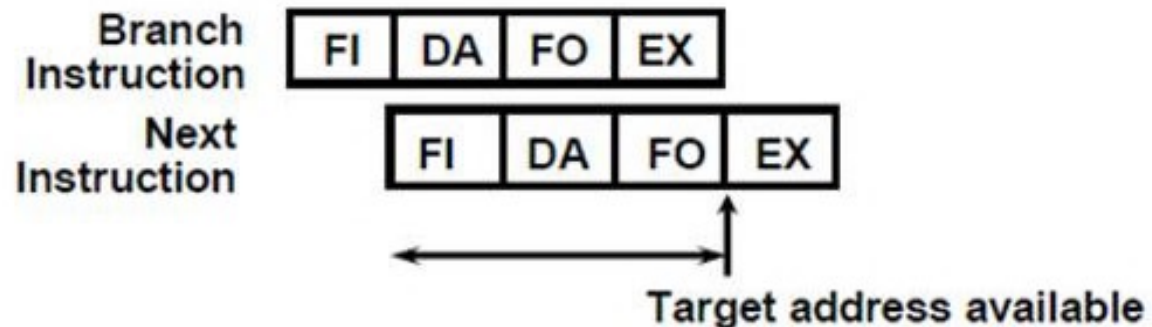 Branch
Instruction
FI DA FO EX
Next
Instruction
FI DA FO EX
Target address available